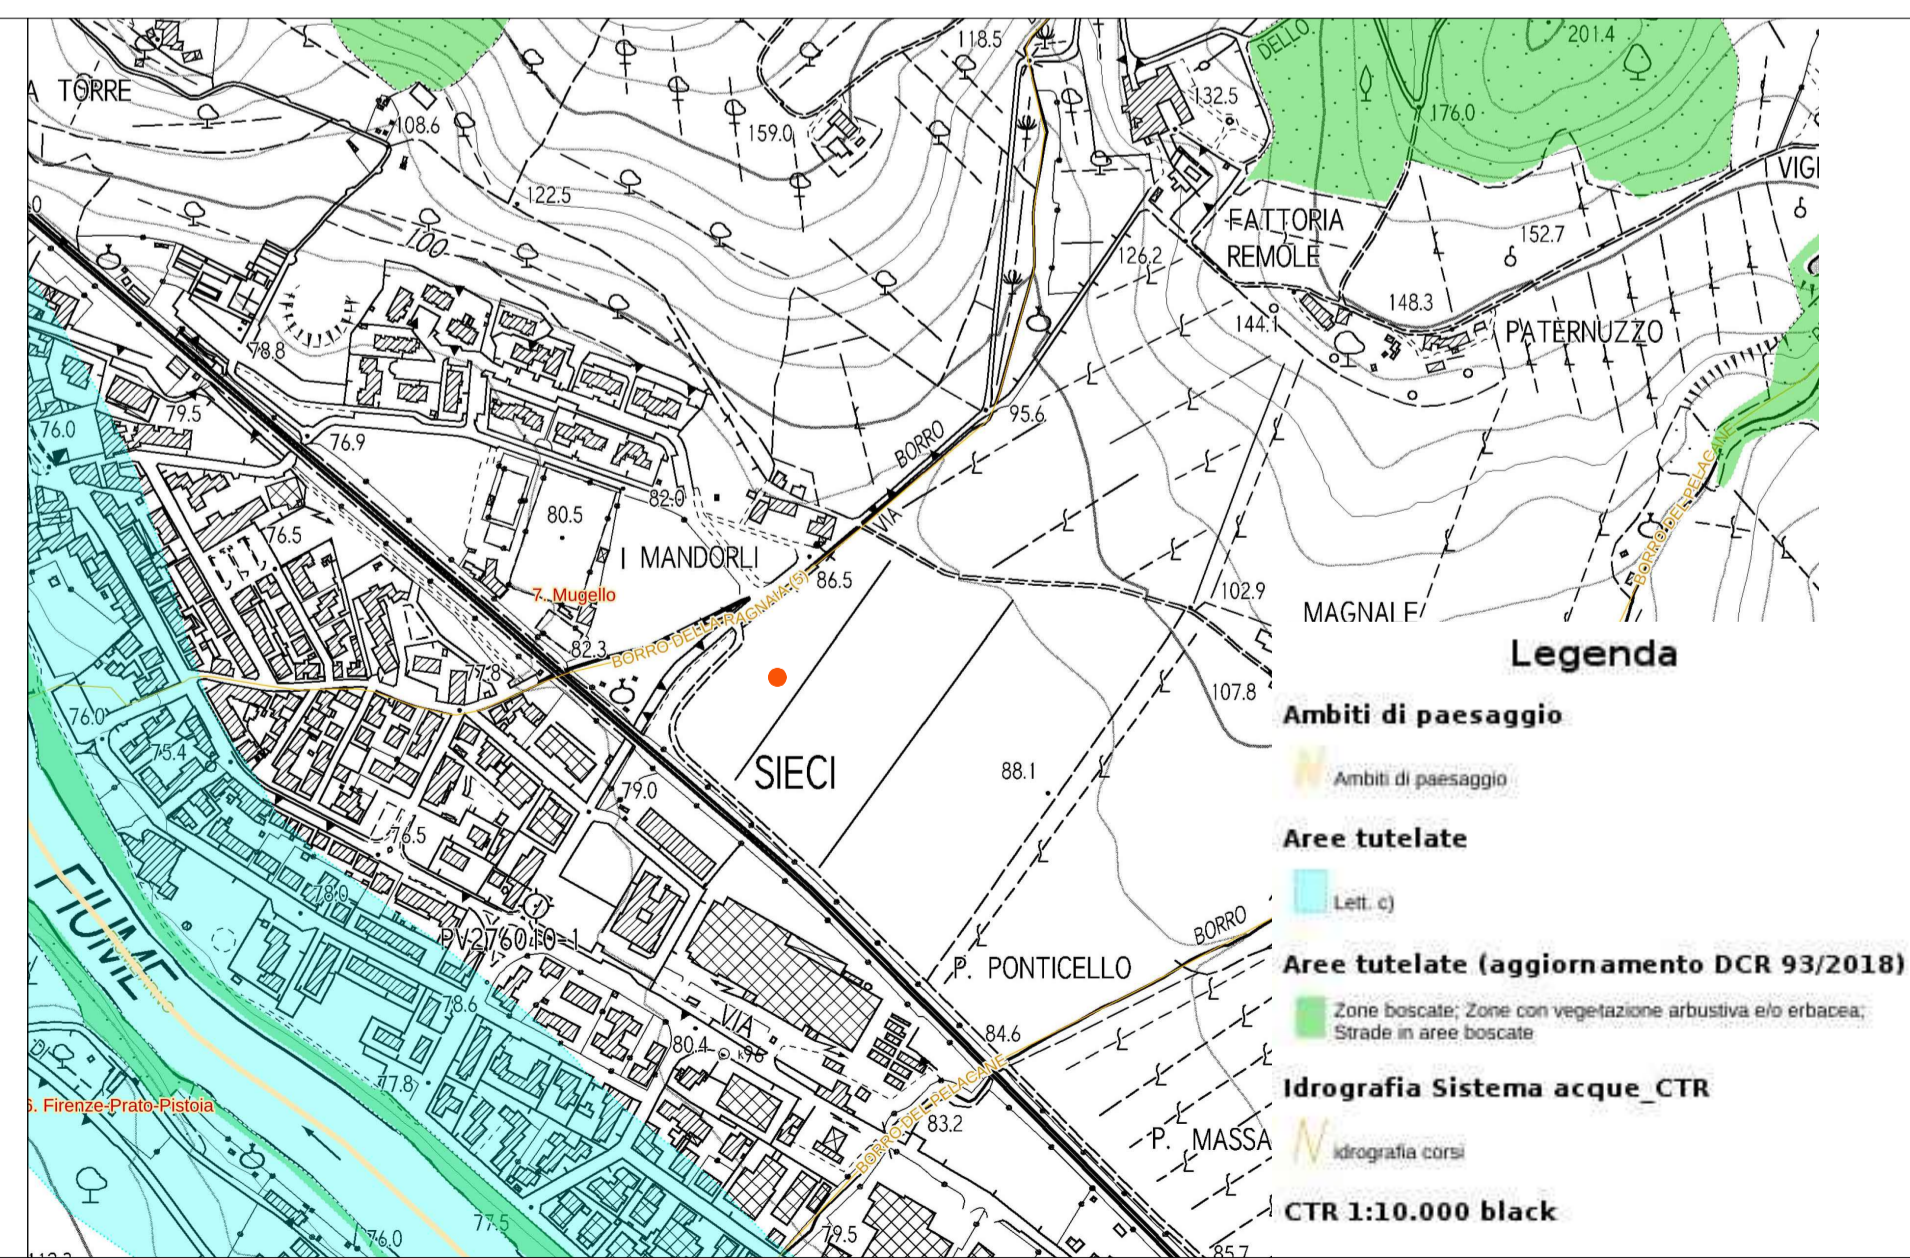 118.5
DELLO
201.4
A TORRE
132.5
108.6
159.0
176.0
VIGI
122.5
FATTORIA
REMOLE
152.7
100
126.2
148.3
144.1
PATERNUZZO
78.8
79.5
76.0
76.9
95.6
BORRO
82.0
80.5
VIA
BORRO DEL PELACANE
76.5
I MANDORLI
86.5
102.9
7. Mugello
MAGNALE
82.3
BORRO DELLA RAGNAIA (5)
77.8
107.8
76.0
75.4
SIECI
88.1
79.0
76.5
FIUME
78.0
BORRO
PV276040-1
P. PONTICELLO
78.6
VIA
80.4
k96
84.6
77.8
6. Firenze-Prato-Pistoia
BORRO DEL PELACANE
83.2
P. MASSA
77.5
76.0
79.5
85.7
Legenda
Ambiti di paesaggio
Ambiti di paesaggio
Aree tutelate
Lett. c)
Aree tutelate (aggiornamento DCR 93/2018)
Zone boscate; Zone con vegetazione arbustiva e/o erbacea;
Strade in aree boscate
Idrografia Sistema acque_CTR
idrografia corsi
CTR 1:10.000 black